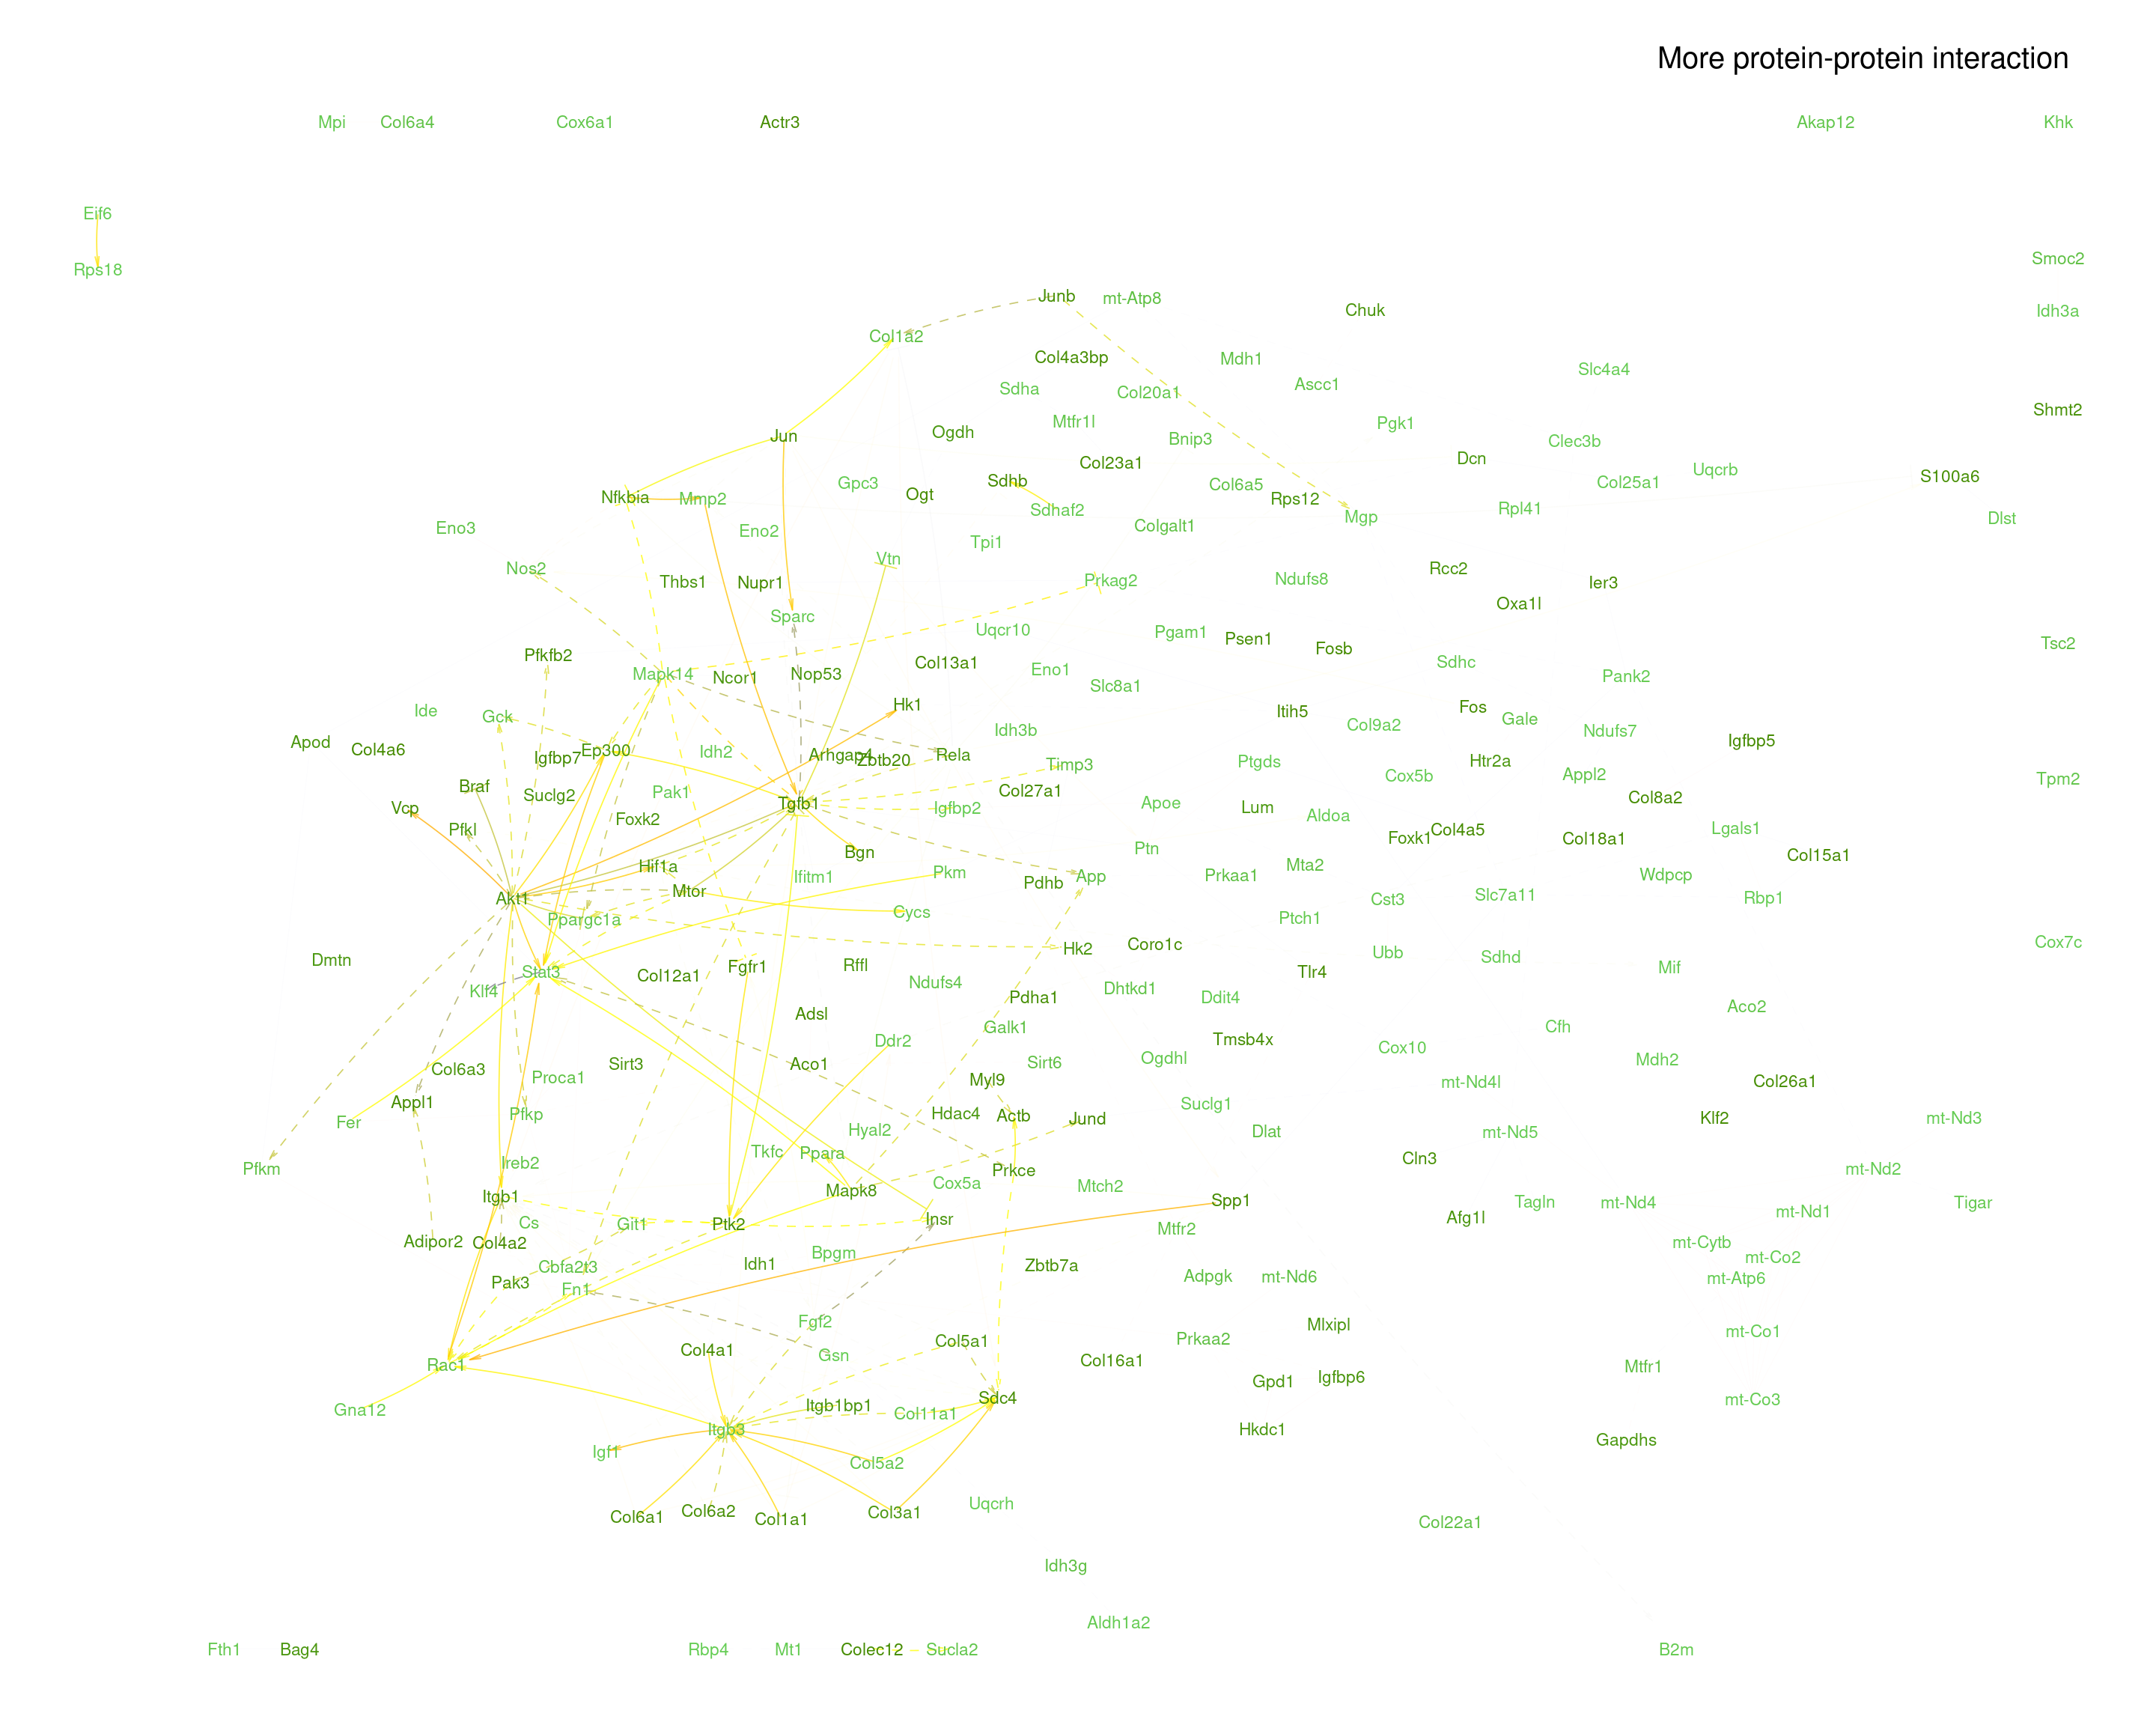 More protein-protein interaction
Mpi
Col6a4
Cox6a1
Actr3
Akap12
Khk
Eif6
Rps18
Smoc2
Junb
mt-Atp8
Chuk
Idh3a
Col1a2
Col4a3bp
Mdh1
Slc4a4
Sdha
Col20a1
Ascc1
Shmt2
Mtfr1l
Pgk1
Jun
Ogdh
Bnip3
Clec3b
Col23a1
Dcn
Uqcrb
S100a6
Nfkbia
Mmp2
Gpc3
Ogt
Sdhb
Col6a5
Rps12
Col25a1
Sdhaf2
Mgp
Rpl41
Dlst
Eno3
Eno2
Colgalt1
Tpi1
Nos2
Vtn
Thbs1
Nupr1
Prkag2
Ndufs8
Rcc2
Ier3
Sparc
Oxa1l
Uqcr10
Pgam1
Psen1
Fosb
Tsc2
Pfkfb2
Col13a1
Sdhc
Mapk14
Ncor1
Nop53
Eno1
Slc8a1
Pank2
Ide
Gck
Hk1
Itih5
Fos
Gale
Col9a2
Idh3b
Ndufs7
Apod
Col4a6
Igfbp7
Ep300
Idh2
Arhgap4
Zbtb20
Rela
Timp3
Ptgds
Htr2a
Igfbp5
Cox5b
Appl2
Tpm2
Braf
Suclg2
Pak1
Col27a1
Vcp
Tgfb1
Igfbp2
Apoe
Lum
Col8a2
Foxk2
Aldoa
Pfkl
Foxk1
Col4a5
Col18a1
Lgals1
Bgn
Ptn
Col15a1
Hif1a
Ifitm1
Pkm
Pdhb
App
Prkaa1
Mta2
Wdpcp
Akt1
Mtor
Cst3
Slc7a11
Rbp1
Ppargc1a
Cycs
Ptch1
Hk2
Coro1c
Ubb
Sdhd
Cox7c
Dmtn
Stat3
Col12a1
Fgfr1
Rffl
Tlr4
Mif
Klf4
Ndufs4
Pdha1
Dhtkd1
Ddit4
Aco2
Adsl
Galk1
Cfh
Ddr2
Tmsb4x
Cox10
Col6a3
Proca1
Sirt3
Aco1
Sirt6
Ogdhl
Mdh2
Myl9
mt-Nd4l
Col26a1
Appl1
Pfkp
Hdac4
Actb
Jund
Suclg1
Klf2
mt-Nd3
Fer
Hyal2
Dlat
mt-Nd5
Pfkm
Ireb2
Tkfc
Ppara
Prkce
Cln3
mt-Nd2
Itgb1
Mapk8
Cox5a
Mtch2
Spp1
Tagln
mt-Nd4
Tigar
Cs
Git1
Ptk2
Insr
Mtfr2
Afg1l
mt-Nd1
Adipor2
Col4a2
Bpgm
mt-Cytb
Cbfa2t3
Idh1
Zbtb7a
mt-Co2
Pak3
Fn1
Adpgk
mt-Nd6
mt-Atp6
Fgf2
Mlxipl
mt-Co1
Col4a1
Gsn
Col5a1
Prkaa2
Rac1
Col16a1
Gpd1
Igfbp6
Mtfr1
Gna12
Itgb1bp1
Sdc4
mt-Co3
Itgb3
Col11a1
Hkdc1
Igf1
Col5a2
Gapdhs
Col6a1
Col6a2
Col1a1
Col3a1
Uqcrh
Col22a1
Idh3g
Aldh1a2
Fth1
Bag4
Rbp4
Mt1
Colec12
Sucla2
B2m